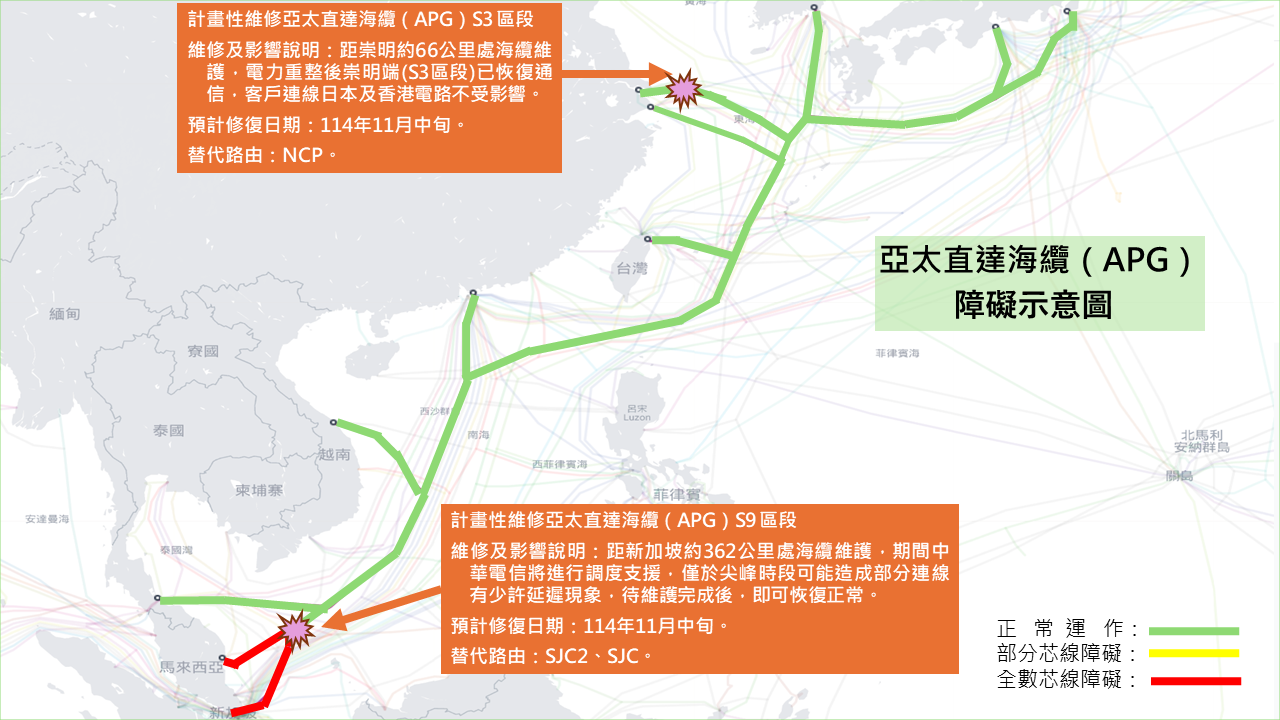 黃海
計畫性維修亞太直達海纜（APG）S3區段
維修及影響說明：距崇明約66公里處海纜維
護，電力重整後崇明端(S3區段)已恢復通
信，客戶連線日本及香港電路不受影響。
預計修復日期：114年11月中旬。
替代路由：NCP。
東海
亞太直達海纜（APG）
障礙示意圖
台灣
緬甸
寮國
菲律賓海
西沙群
呂宋
Luzon
泰國
南海
越南
北馬利
安納群島
西菲律賓海
關島
柬埔寨
菲律賓
安達曼海
泰國灣
計畫性維修亞太直達海纜（APG）S9區段
維修及影響說明：距新加坡約362公里處海纜維護，期間中
華電信將進行調度支援，僅於尖峰時段可能造成部分連線
有少許延遲現象，待維護完成後，即可恢復正常。
預計修復日期：114年11月中旬。
替代路由：SJC2、SJC。
馬來西亞
新加坡
正常運作：
部分芯線障礙：
全數芯線障礙：